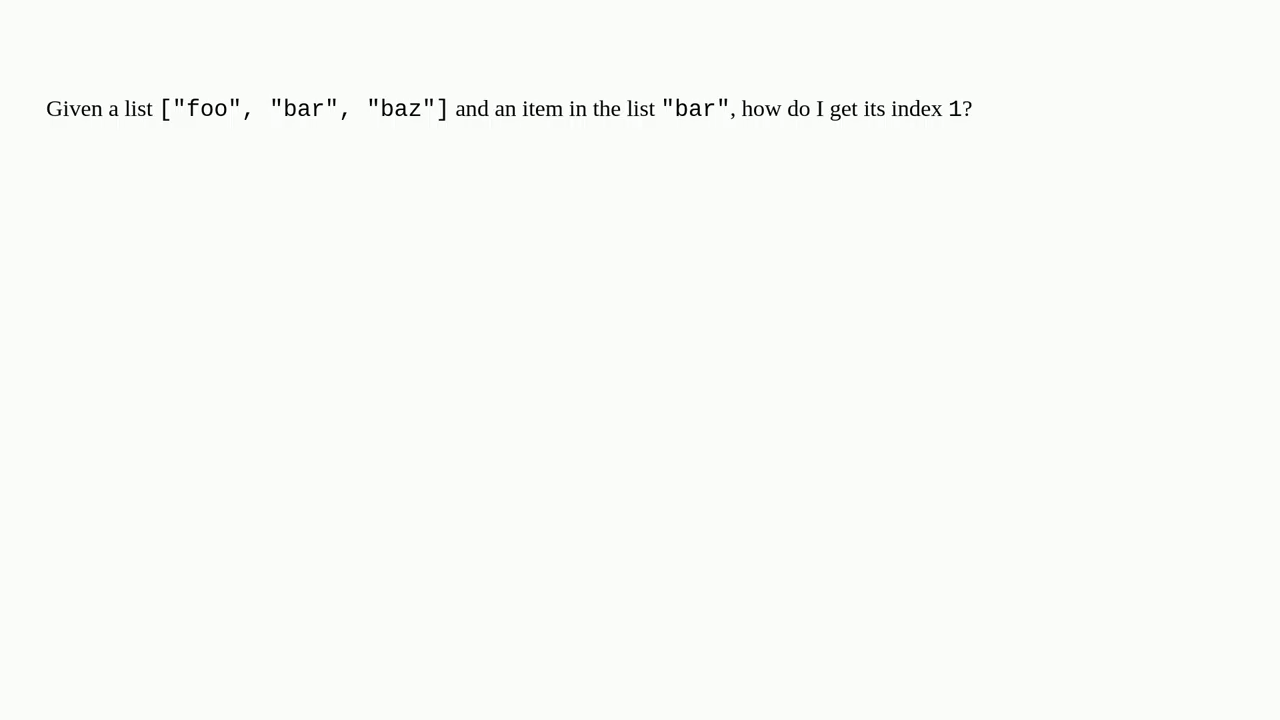 Given a list ["foo", "bar", "baz"] and an item in the list "bar", how do I get its index 1?